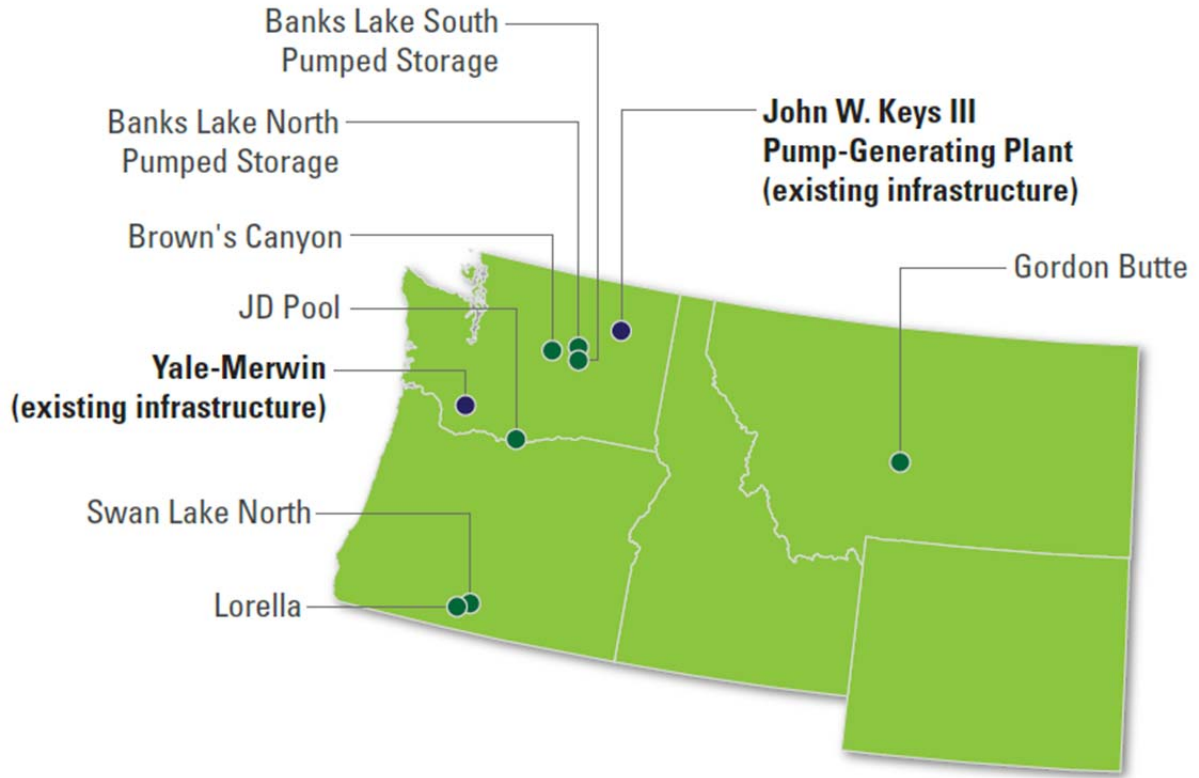 Banks Lake South
Pumped Storage
Banks Lake North
Pumped Storage
John W. Keys III
Pump-Generating Plant
(existing infrastructure)
Brown's Canyon
Gordon Butte
JD Pool
Yale-Merwin
(existing infrastructure)
Swan Lake North
Lorella